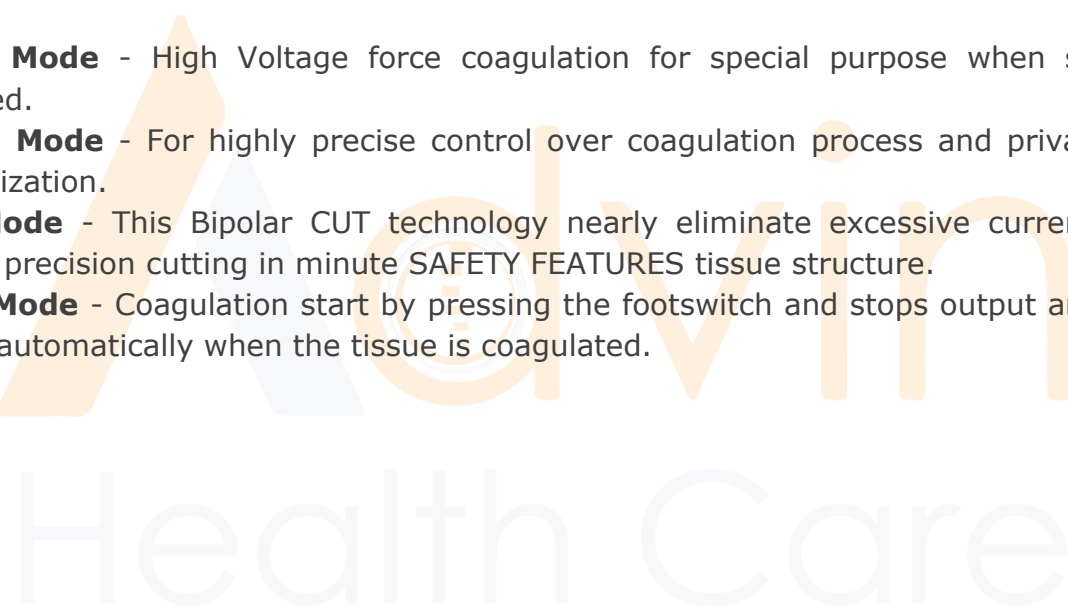 Mode - High Voltage force coagulation for special purpose when
ed.
Mode - For highly precise control over coagulation process and priva
ization.
Mode - This Bipolar CUT technology nearly eliminate excessive curre
precision cutting in minute SAFETY FEATURES tissue structure.
Mode - Coagulation start by pressing the footswitch and stops output
automatically when the tissue is coagulated.
Advin
Health Care